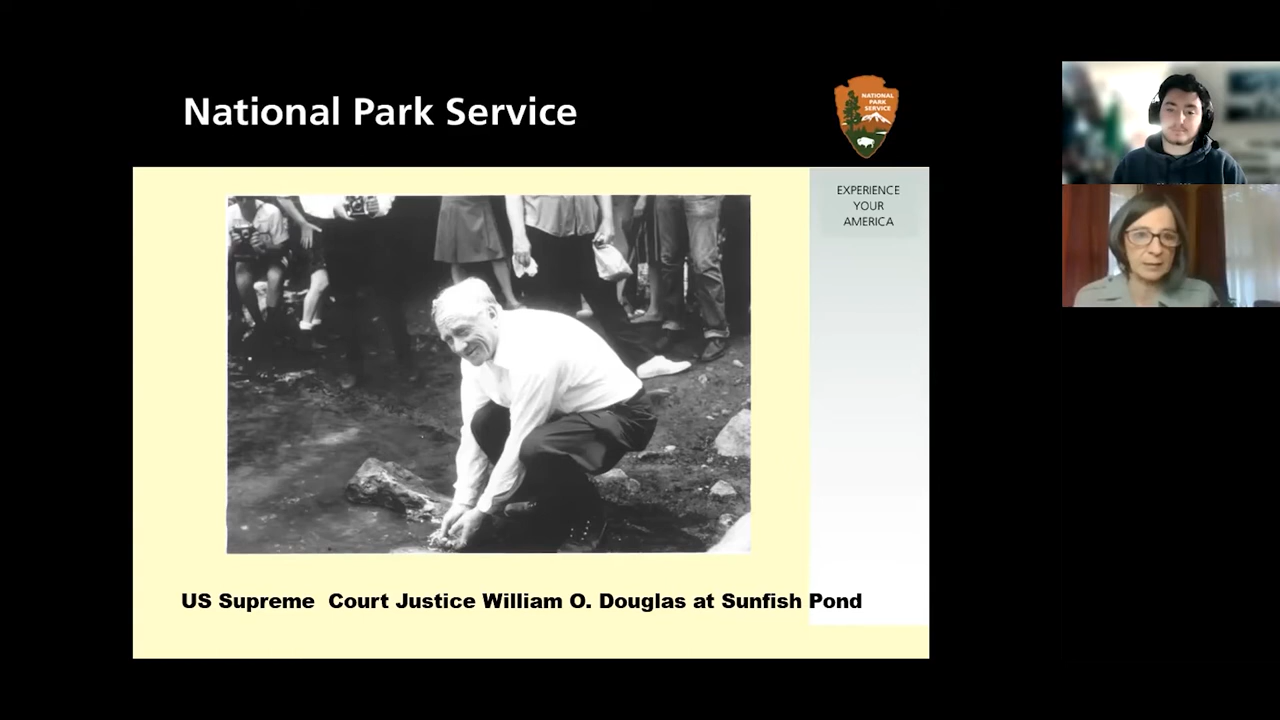 National Park Service
NATIONAL
PARK
SERVICE
EXPERIENCE
YOUR
AMERICA
US Supreme  Court Justice William O. Douglas at Sunfish Pond